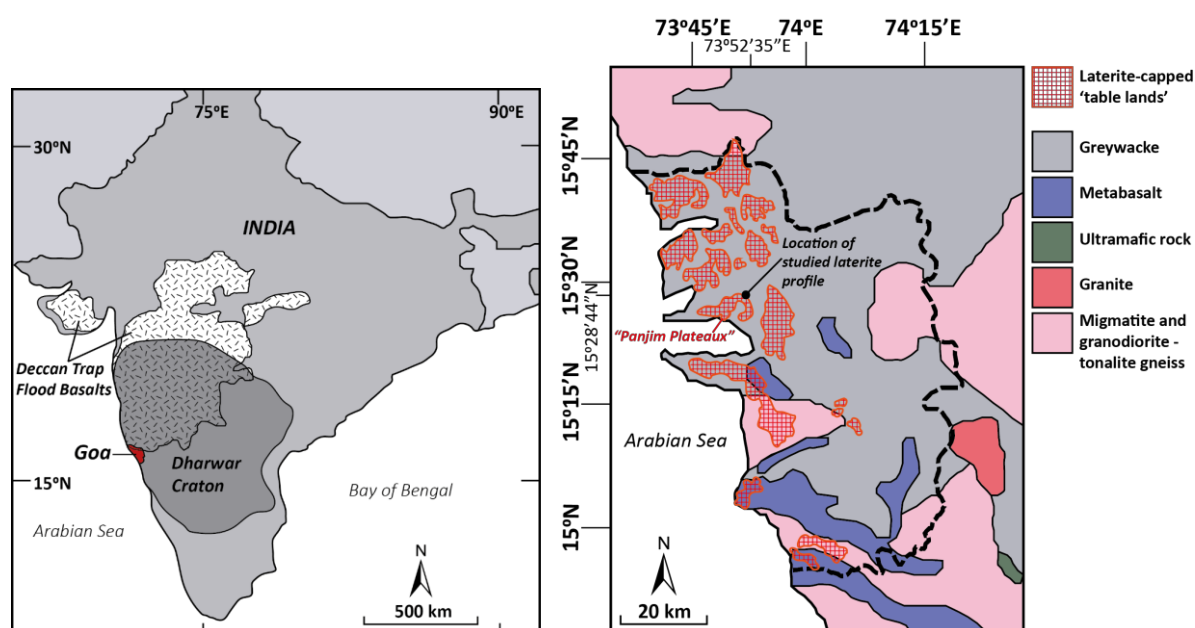 75ºE
90ºE
30ºN
INDIA
Deccan Trap
Flood Basalts
Goa
Dharwar
Craton
15ºN
Bay of Bengal
Arabian Sea
N
500 km
73º45’E
74ºE
74º15’E
73º52’35”E
15º45’N
15º30’N
15º28’44”N
15º15’N
15ºN
Location of
studied laterite
profile
“Panjim Plateaux”
Arabian Sea
N
20 km
Laterite-capped
‘table lands’
Greywacke
Metabasalt
Ultramafic rock
Granite
Migmatite and
granodiorite -
tonalite gneiss